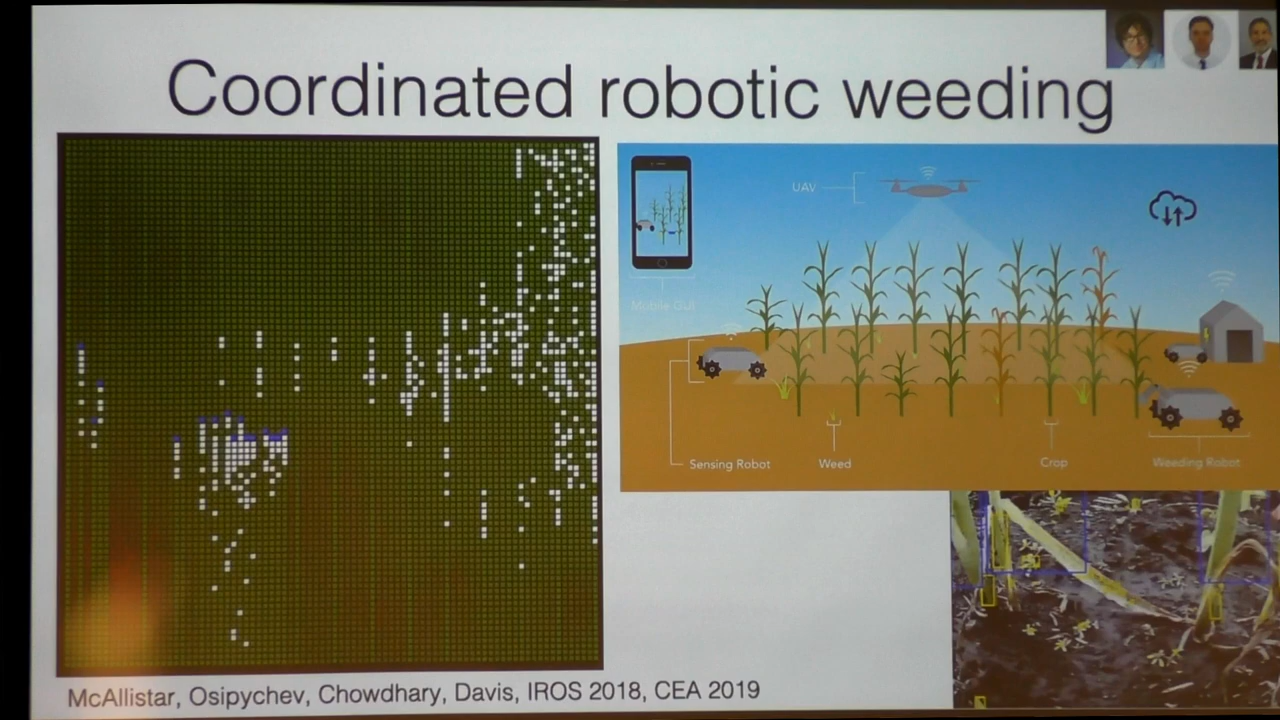 Coordinated robotic weeding
UAV
Mobile GUI
Sensing Robot
Weed
Crop
Weeding Robot
McAllistar, Osipychev, Chowdhary, Davis, IROS 2018, CEA 2019